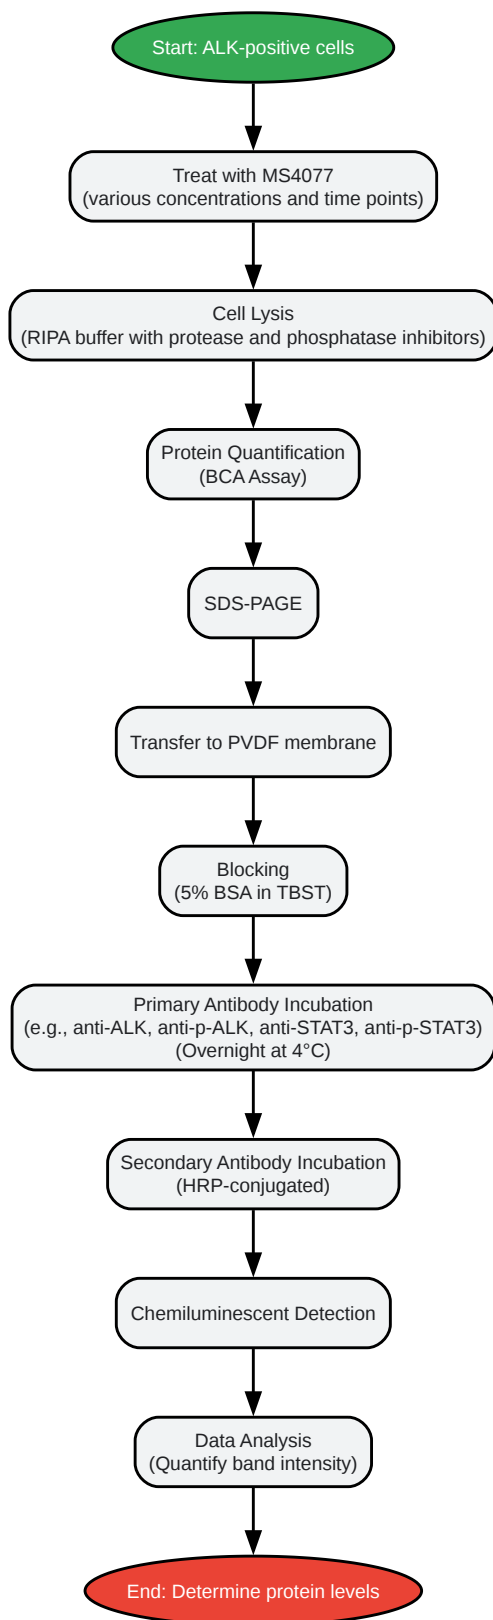 Start: ALK-positive cells
Treat with MS4077
(various concentrations and time points)
Cell Lysis
(RIPA buffer with protease and phosphatase inhibitors)
Protein Quantification
(BCA Assay)
SDS-PAGE
Transfer to PVDF membrane
Blocking
(5% BSA in TBST)
Primary Antibody Incubation
(e.g., anti-ALK, anti-p-ALK, anti-STAT3, anti-p-STAT3)
(Overnight at 4°C)
Secondary Antibody Incubation
(HRP-conjugated)
Chemiluminescent Detection
Data Analysis
(Quantify band intensity)
End: Determine protein levels